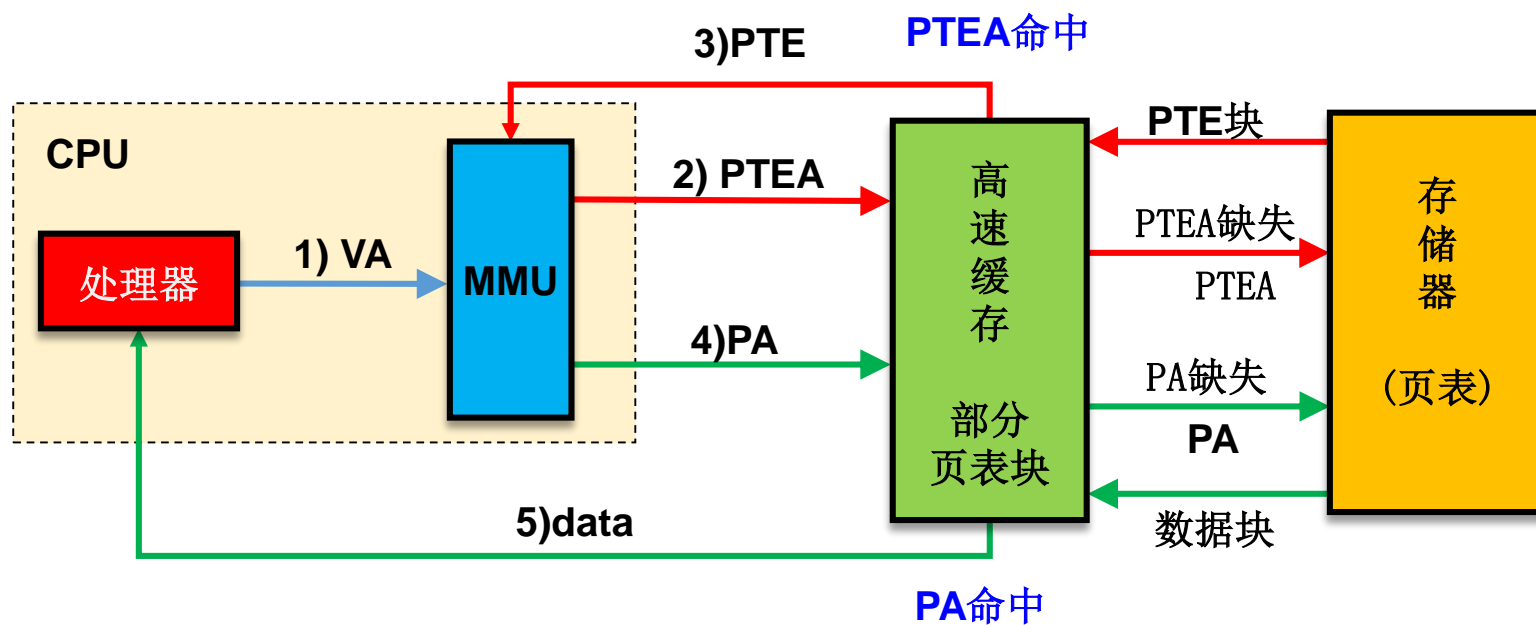 PTEA命中
3)PTE
CPU
PTE块
2) PTEA
高速缓存
存储器
PTEA缺失
1) VA
处理器
MMU
PTEA
4)PA
PA缺失
(页表)
部分
页表块
PA
5)data
数据块
PA命中